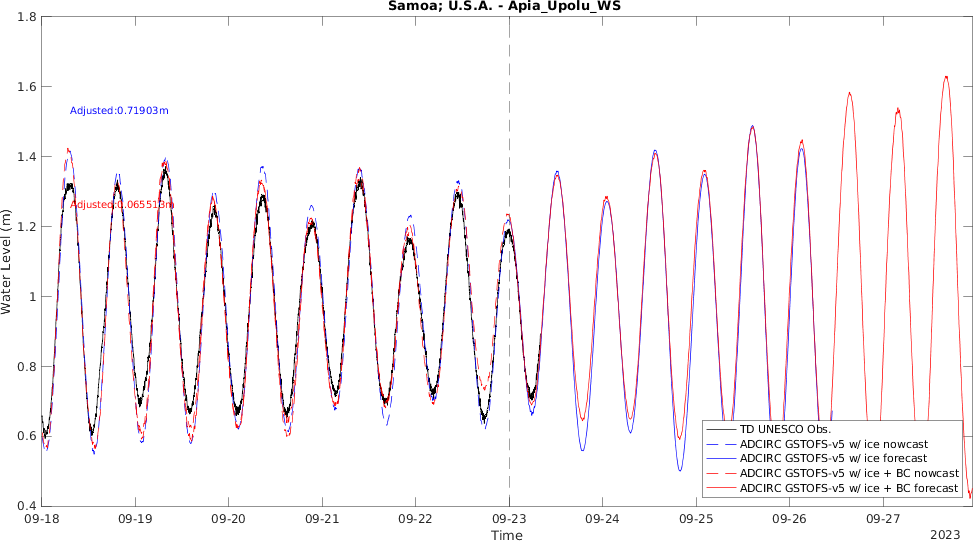 Samoa; U.S.A. - Apia_Upolu_WS
1.8
1.6
1.4
1.2
1
0.8
0.6
0.4
Water Level (m)
Adjusted:0.71903m
Adjusted:0.065513m
TD UNESCO Obs.
ADCIRC GSTOFS-v5 w/ ice nowcast
ADCIRC GSTOFS-v5 w/ ice forecast
ADCIRC GSTOFS-v5 w/ ice + BC nowcast
ADCIRC GSTOFS-v5 w/ ice + BC forecast
09-18 09-19 09-20 09-21 09-22 09-23 09-24 09-25 09-26 09-27
Time
2023